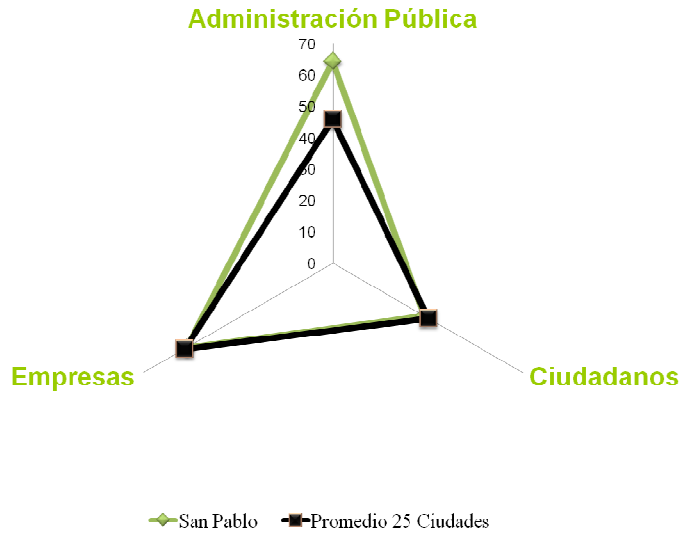 Administración Pública
70
60
50
40
30
20
10
0
Empresas
Ciudadanos
San Pablo
Promedio 25 Ciudades